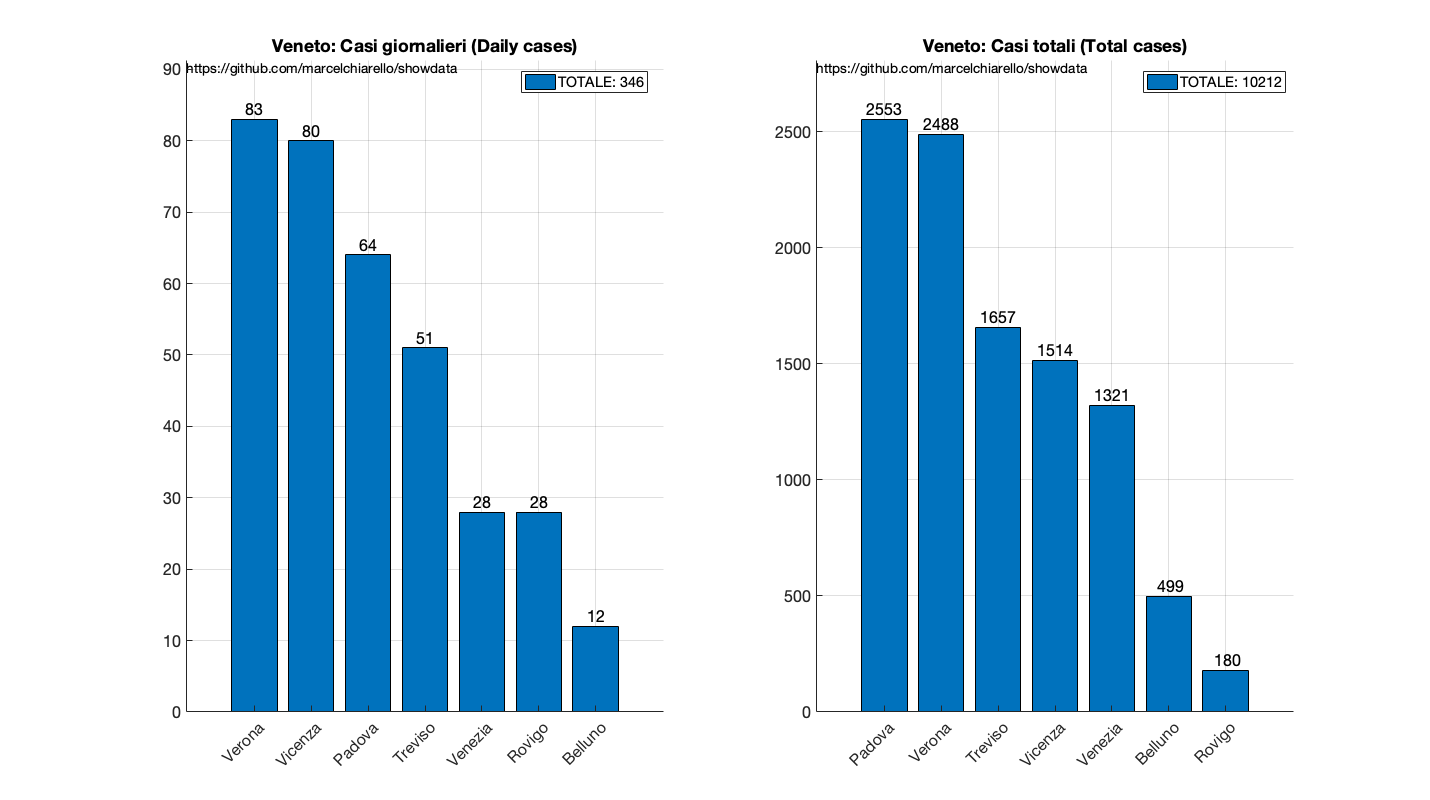 Veneto: Casi giornalieri (Daily cases)
https://github.com/marcelchiarello/showdata
TOTALE: 346
90
80
70
60
50
40
30
20
10
0
83
80
64
51
28
28
12
Verona
Vicenza
Padova
Treviso
Venezia
Rovigo
Belluno
Veneto: Casi totali (Total cases)
https://github.com/marcelchiarello/showdata
TOTALE: 10212
2500
2000
1500
1000
500
0
2553
2488
1657
1514
1321
499
180
Padova
Verona
Treviso
Vicenza
Venezia
Belluno
Rovigo